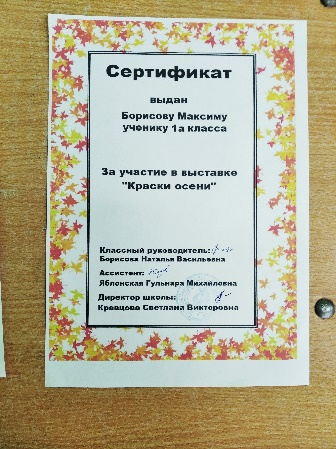 Сертификат
выдан
Борисову Максиму
ученику 1а класса
За участие в выставке
"Краски осени"
Классный руководитель:
Борисова Наталья Васильевна
Ассистент:
Яблонская Гульнара Михайловна
Директор школы:
Кравцова Светлана Викторовна